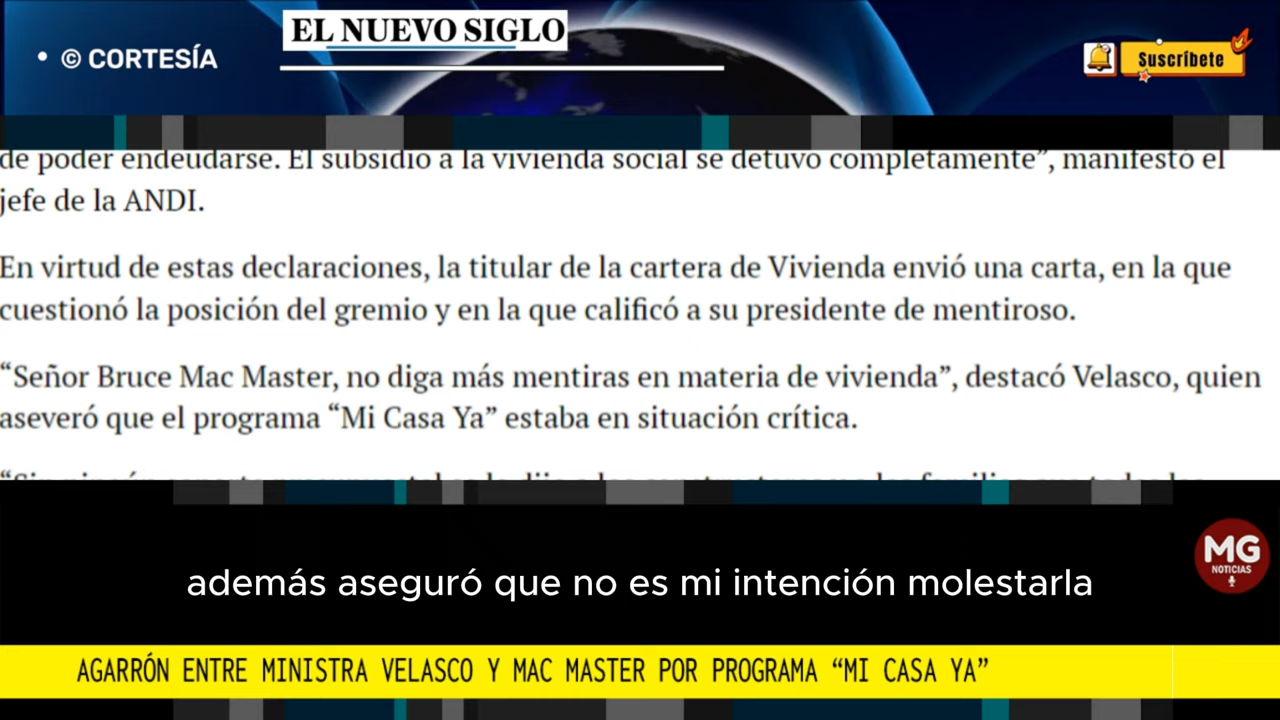 • © CORTESÍA
EL NUEVO SIGLO
Suscríbete
de poder endeudarse. El subsidio a la vivienda social se detuvo completamente”, manifestó el
jefe de la ANDI.
En virtud de estas declaraciones, la titular de la cartera de Vivienda envió una carta, en la que
cuestionó la posición del gremio y en la que calificó a su presidente de mentiroso.
“Señor Bruce Mac Master, no diga más mentiras en materia de vivienda”, destacó Velasco, quien
aseveró que el programa “Mi Casa Ya” estaba en situación crítica.
además aseguró que no es mi intención molestarla
MG
NOTICIAS
AGARRÓN ENTRE MINISTRA VELASCO Y MAC MASTER POR PROGRAMA “MI CASA YA”